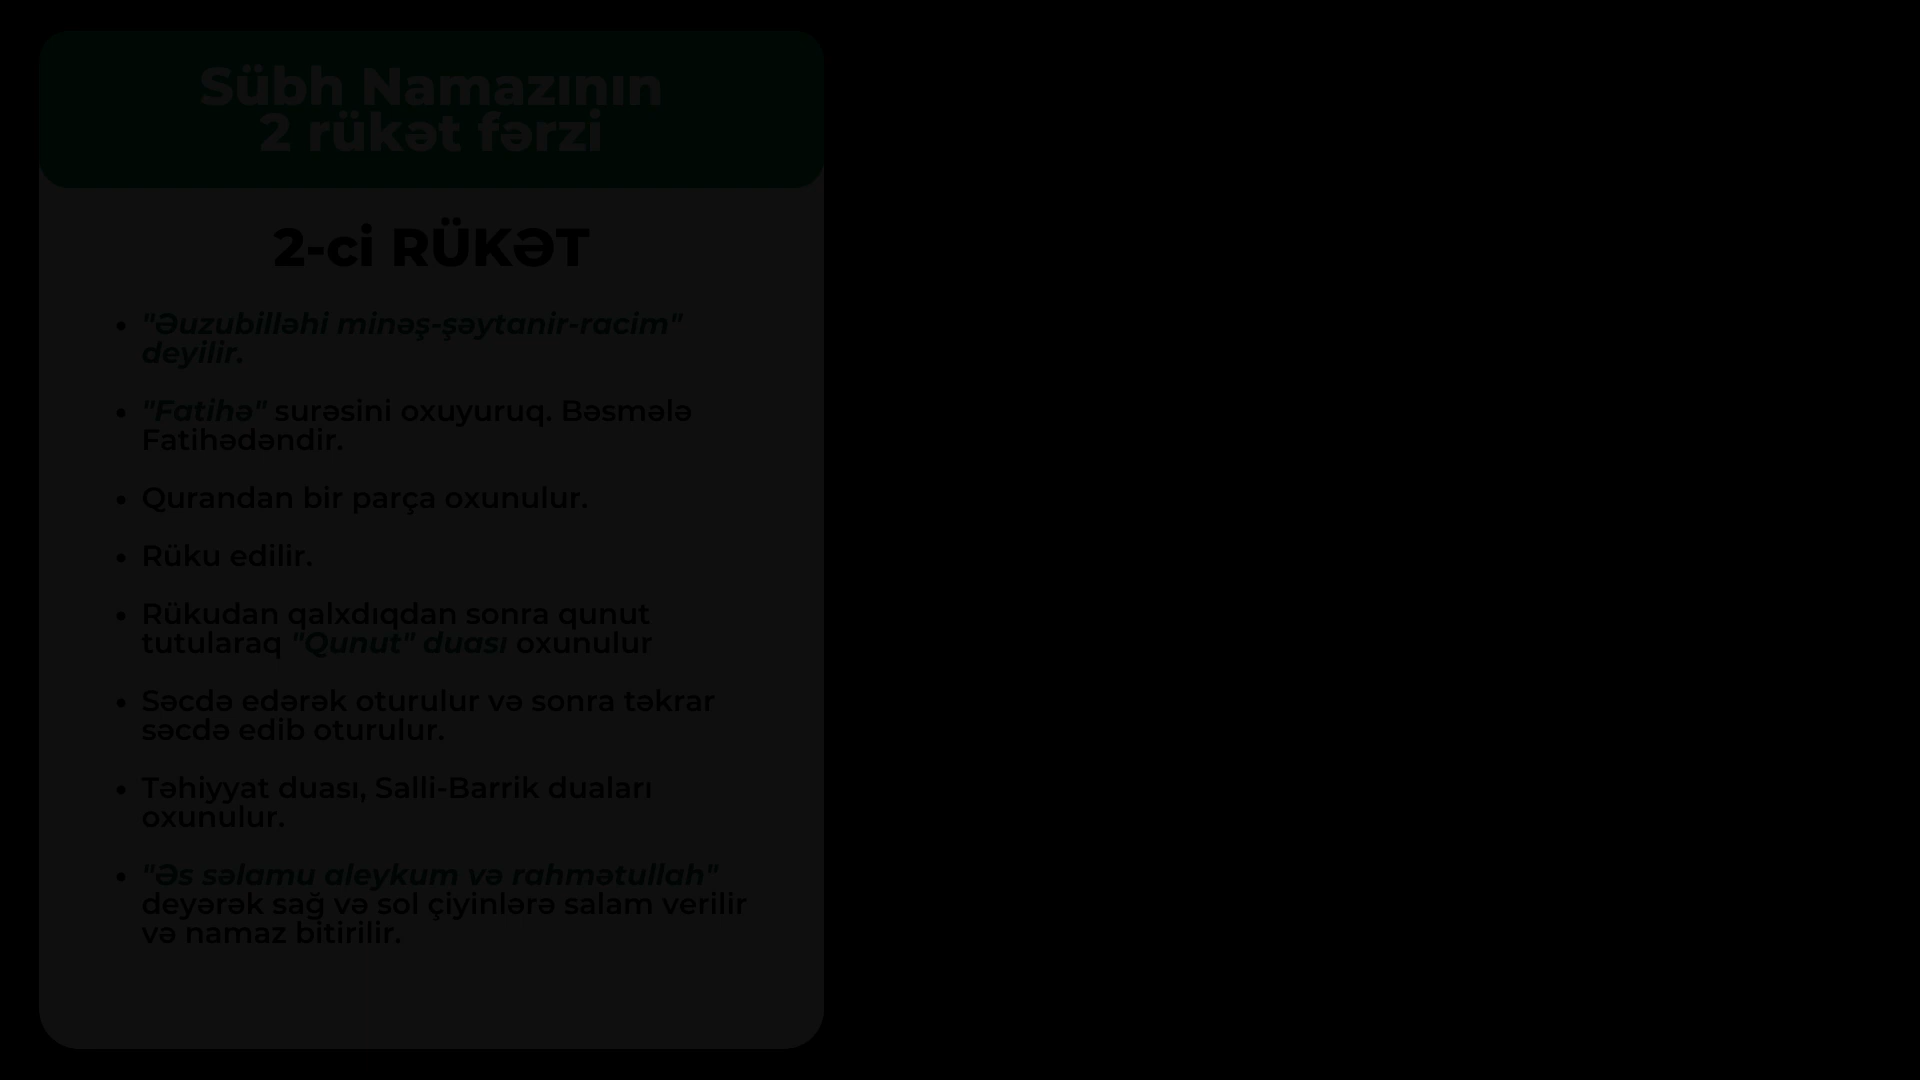 Sübh Namazının
2 rükət fərzi
2-ci RÜKƏT
• "Əuzubilləhi minəş-şəytanir-racim"
deyilir.
• "Fatihə" surəsini oxuyuruq. Bəsmələ
Fatihədəndir.
• Qurandan bir parça oxunulur.
• Rüku edilir.
• Rükudan qalxdıqdan sonra qunut
tutularaq "Qunut" duası oxunulur
• Səcdə edərək oturulur və sonra təkrar
səcdə edib oturulur.
• Təhiyyat duası, Salli-Barrik duaları
oxunulur.
• "Əs səlamu aleykum və rahmətullah"
deyərək sağ və sol çiyinlərə salam verilir
və namaz bitirilir.